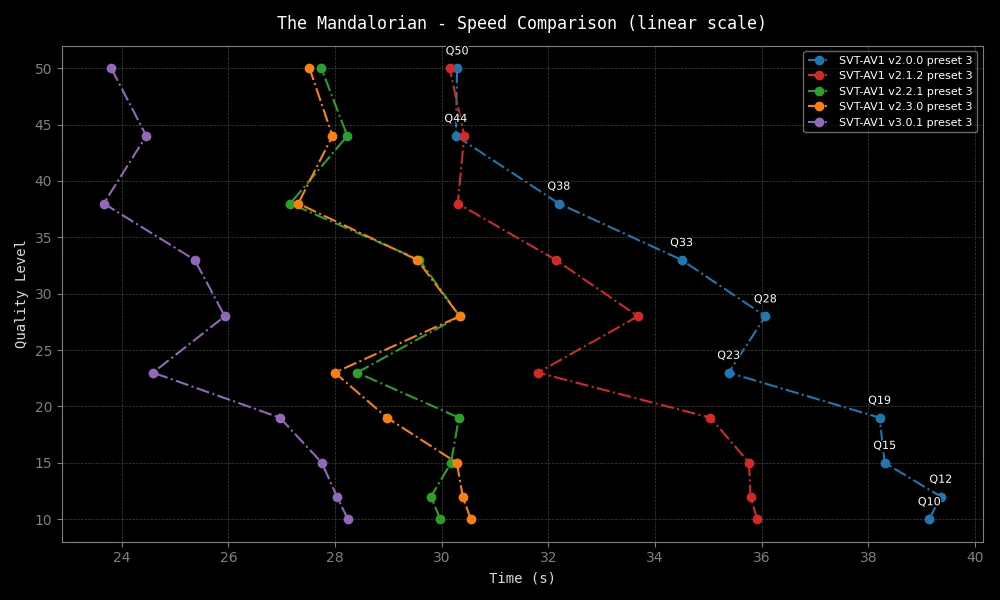 The Mandalorian - Speed Comparison (linear scale)
SVT-AV1 v2.0.0 preset 3
SVT-AV1 v2.1.2 preset 3
SVT-AV1 v2.2.1 preset 3
SVT-AV1 v2.3.0 preset 3
SVT-AV1 v3.0.1 preset 3
Q50
Q44
Q38
Q33
Q28
Q23
Q19
Q15
Q12
Q10
Quality Level
50
45
40
35
30
25
20
15
10
24 26 28 30 32 34 36 38 40
Time (s)